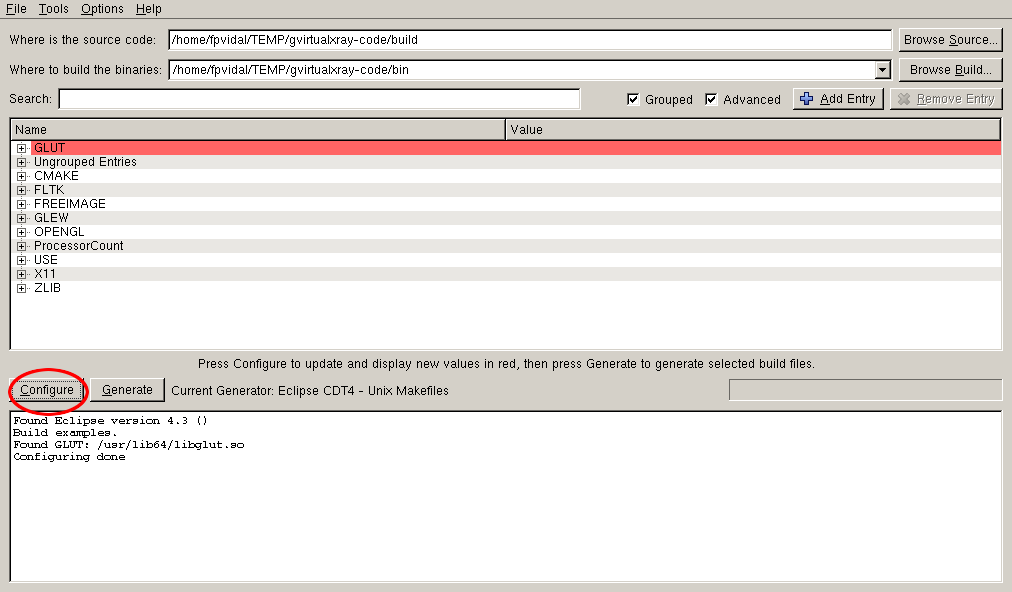 File Tools Options Help
Where is the source code: /home/fpvidal/TEMP/gvirtualxray-code/build Browse Source...
Where to build the binaries: /home/fpvidal/TEMP/gvirtualxray-code/bin Browse Build...
Search: Grouped Advanced Add Entry Remove Entry
Name Value
GLUT
Ungrouped Entries
CMAKE
FLTK
FREEIMAGE
GLEW
OPENGL
ProcessorCount
USE
X11
ZLIB
Press Configure to update and display new values in red, then press Generate to generate selected build files.
Configure Generate Current Generator: Eclipse CDT4 - Unix Makefiles
Found Eclipse version 4.3 ()
Build examples.
Found GLUT: /usr/lib64/libglut.so
Configuring done